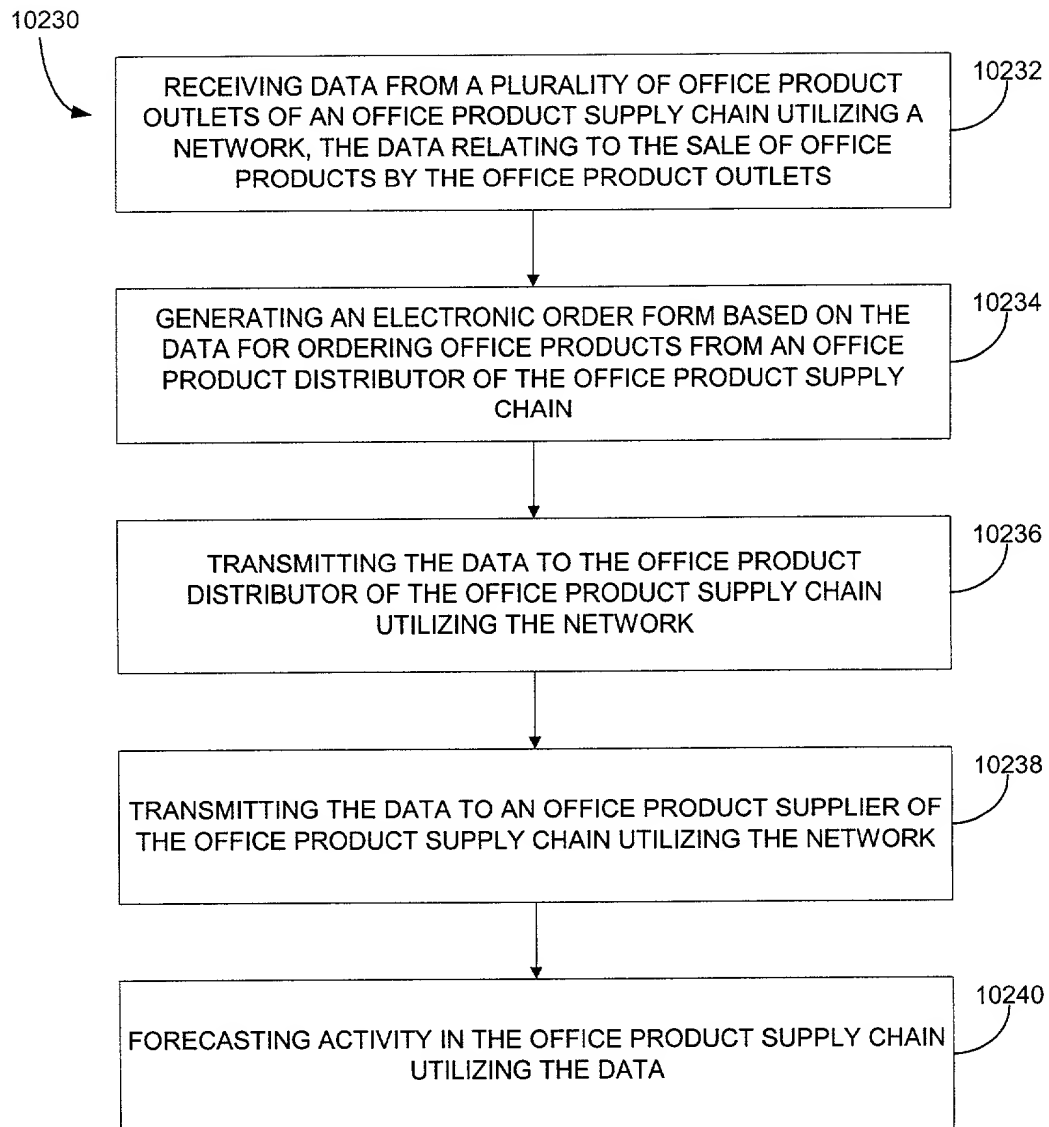 10230
RECEIVING DATA FROM A PLURALITY OF OFFICE PRODUCT
OUTLETS OF AN OFFICE PRODUCT SUPPLY CHAIN UTILIZING A
NETWORK, THE DATA RELATING TO THE SALE OF OFFICE
PRODUCTS BY THE OFFICE PRODUCT OUTLETS
10232
GENERATING AN ELECTRONIC ORDER FORM BASED ON THE
DATA FOR ORDERING OFFICE PRODUCTS FROM AN OFFICE
PRODUCT DISTRIBUTOR OF THE OFFICE PRODUCT SUPPLY
CHAIN
10234
TRANSMITTING THE DATA TO THE OFFICE PRODUCT
DISTRIBUTOR OF THE OFFICE PRODUCT SUPPLY CHAIN
UTILIZING THE NETWORK
10236
TRANSMITTING THE DATA TO AN OFFICE PRODUCT SUPPLIER OF
THE OFFICE PRODUCT SUPPLY CHAIN UTILIZING THE NETWORK
10238
FORECASTING ACTIVITY IN THE OFFICE PRODUCT SUPPLY CHAIN
UTILIZING THE DATA
10240